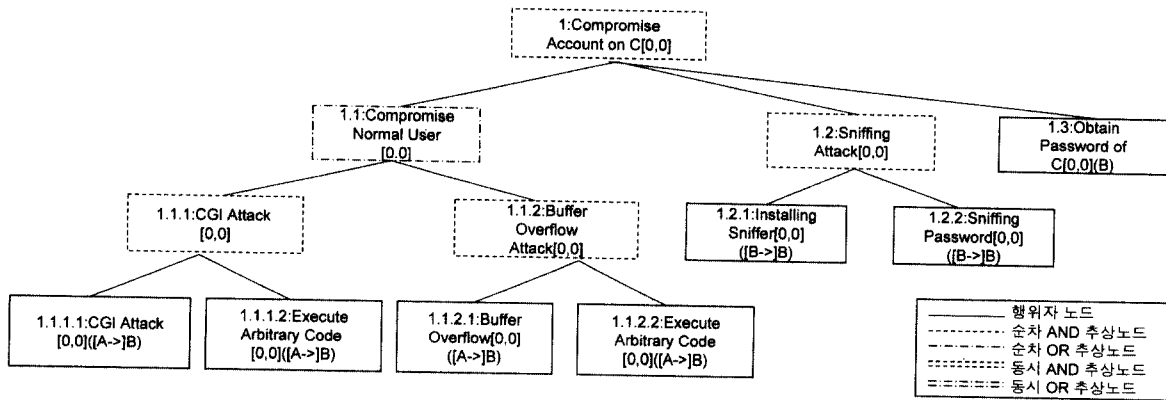 1:Compromise
Account on C[0,0]
1.1:Compromise
Normal User
[0,0]
1.2:Sniffing
Attack[0,0]
1.3:Obtain
Password of
C[0,0](B)
1.1.1:CGI Attack
[0,0]
1.1.2:Buffer
Overflow
Attack[0,0]
1.2.1:Installing
Sniffer[0,0]
([B->]B)
1.2.2:Sniffing
Password[0,0]
([B->]B)
1.1.1.1:CGI Attack
[0,0]([A->]B)
1.1.1.2:Execute
Arbitrary Code
[0,0]([A->]B)
1.1.2.1:Buffer
Overflow[0,0]
([A->]B)
1.1.2.2:Execute
Arbitrary Code
[0,0]([A->]B)
행위자 노드
순차 AND 추상노드
순차 OR 추상노드
동시 AND 추상노드
동시 OR 추상노드